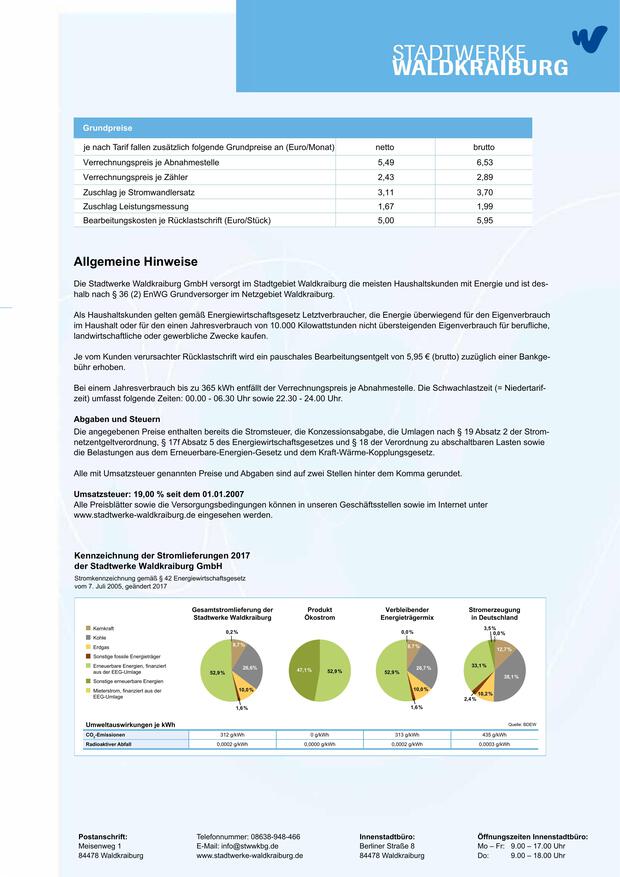 STADTWERKE
WALDKRAIBURG
Grundpreise
je nach Tarif fallen zusätzlich folgende Grundpreise an (Euro/Monat) netto brutto
Verrechnungspreis je Abnahmestelle 5,49 6,53
Verrechnungspreis je Zähler 2,43 2,89
Zuschlag je Stromwandlersatz 3,11 3,70
Zuschlag Leistungsmessung 1,67 1,99
Bearbeitungskosten je Rücklastschrift (Euro/Stück) 5,00 5,95
Allgemeine Hinweise
Die Stadtwerke Waldkraiburg GmbH versorgt im Stadtgebiet Waldkraiburg die meisten Haushaltskunden mit Energie und ist des-
halb nach § 36 (2) EnWG Grundversorger im Netzgebiet Waldkraiburg.
Als Haushaltskunden gelten gemäß Energiewirtschaftsgesetz Letztverbraucher, die Energie überwiegend für den Eigenverbrauch
im Haushalt oder für den einen Jahresverbrauch von 10.000 Kilowattstunden nicht übersteigenden Eigenverbrauch für berufliche,
landwirtschaftliche oder gewerbliche Zwecke kaufen.
Je vom Kunden verursachter Rücklastschrift wird ein pauschales Bearbeitungsentgelt von 5,95 € (brutto) zuzüglich einer Bankge-
bühr erhoben.
Bei einem Jahresverbrauch bis zu 365 kWh entfällt der Verrechnungspreis je Abnahmestelle. Die Schwachlastzeit (= Niedertarif-
zeit) umfasst folgende Zeiten: 00.00 - 06.30 Uhr sowie 22.30 - 24.00 Uhr.
Abgaben und Steuern
Die angegebenen Preise enthalten bereits die Stromsteuer, die Konzessionsabgabe, die Umlagen nach § 19 Absatz 2 der Strom-
netzentgeltverordnung, § 17f Absatz 5 des Energiewirtschaftsgesetzes und § 18 der Verordnung zu abschaltbaren Lasten sowie
die Belastungen aus dem Erneuerbare-Energien-Gesetz und dem Kraft-Wärme-Kopplungsgesetz.
Alle mit Umsatzsteuer genannten Preise und Abgaben sind auf zwei Stellen hinter dem Komma gerundet.
Umsatzsteuer: 19,00 % seit dem 01.01.2007
Alle Preisblätter sowie die Versorgungsbedingungen können in unseren Geschäftsstellen sowie im Internet unter
www.stadtwerke-waldkraiburg.de eingesehen werden.
Kennzeichnung der Stromlieferungen 2017
der Stadtwerke Waldkraiburg GmbH
Stromkennzeichnung gemäß § 42 Energiewirtschaftsgesetz
vom 7. Juli 2005, geändert 2017
Kernkraft
Kohle
Erdgas
Sonstige fossile Energieträger
Erneuerbare Energien, finanziert
aus der EEG-Umlage
Sonstige erneuerbare Energien
Mieterstrom, finanziert aus der
EEG-Umlage
Gesamtstromlieferung der
Stadtwerke Waldkraiburg
0,2%
8,7%
26,6%
52,9%
10,0%
1,6%
Produkt
Ökostrom
47,1%
52,9%
Verbleibender
Energieträgermix
0,0%
8,7%
26,7%
52,9%
10,0%
1,6%
Stromerzeugung
in Deutschland
3,5%
0,0%
12,7%
33,1%
38,1%
10,2%
2,4%
Umweltauswirkungen je kWh Quelle: BDEW
CO2-Emissionen 312 g/kWh 0 g/kWh 313 g/kWh 435 g/kWh
Radioaktiver Abfall 0,0002 g/kWh 0,0000 g/kWh 0,0002 g/kWh 0,0003 g/kWh
Postanschrift:
Meisenweg 1
84478 Waldkraiburg
Telefonnummer: 08638-948-466
E-Mail: info@stwwkbg.de
www.stadtwerke-waldkraiburg.de
Innenstadtbüro:
Berliner Straße 8
84478 Waldkraiburg
Öffnungszeiten Innenstadtbüro:
Mo – Fr: 9.00 – 17.00 Uhr
Do: 9.00 – 18.00 Uhr